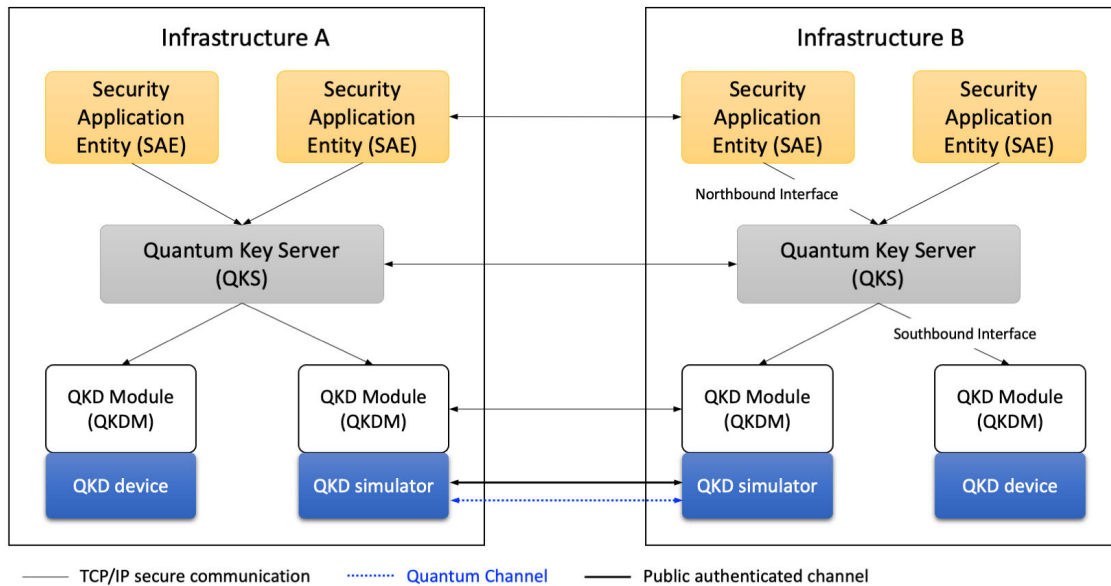 Infrastructure A
Infrastructure B
Security
Application
Entity (SAE)
Security
Application
Entity (SAE)
Security
Application
Entity (SAE)
Security
Application
Entity (SAE)
Northbound Interface
Quantum Key Server
(QKS)
Quantum Key Server
(QKS)
Southbound Interface
QKD Module
(QKDM)
QKD Module
(QKDM)
QKD Module
(QKDM)
QKD Module
(QKDM)
QKD device
QKD simulator
QKD simulator
QKD device
TCP/IP secure communication
Quantum Channel
Public authenticated channel